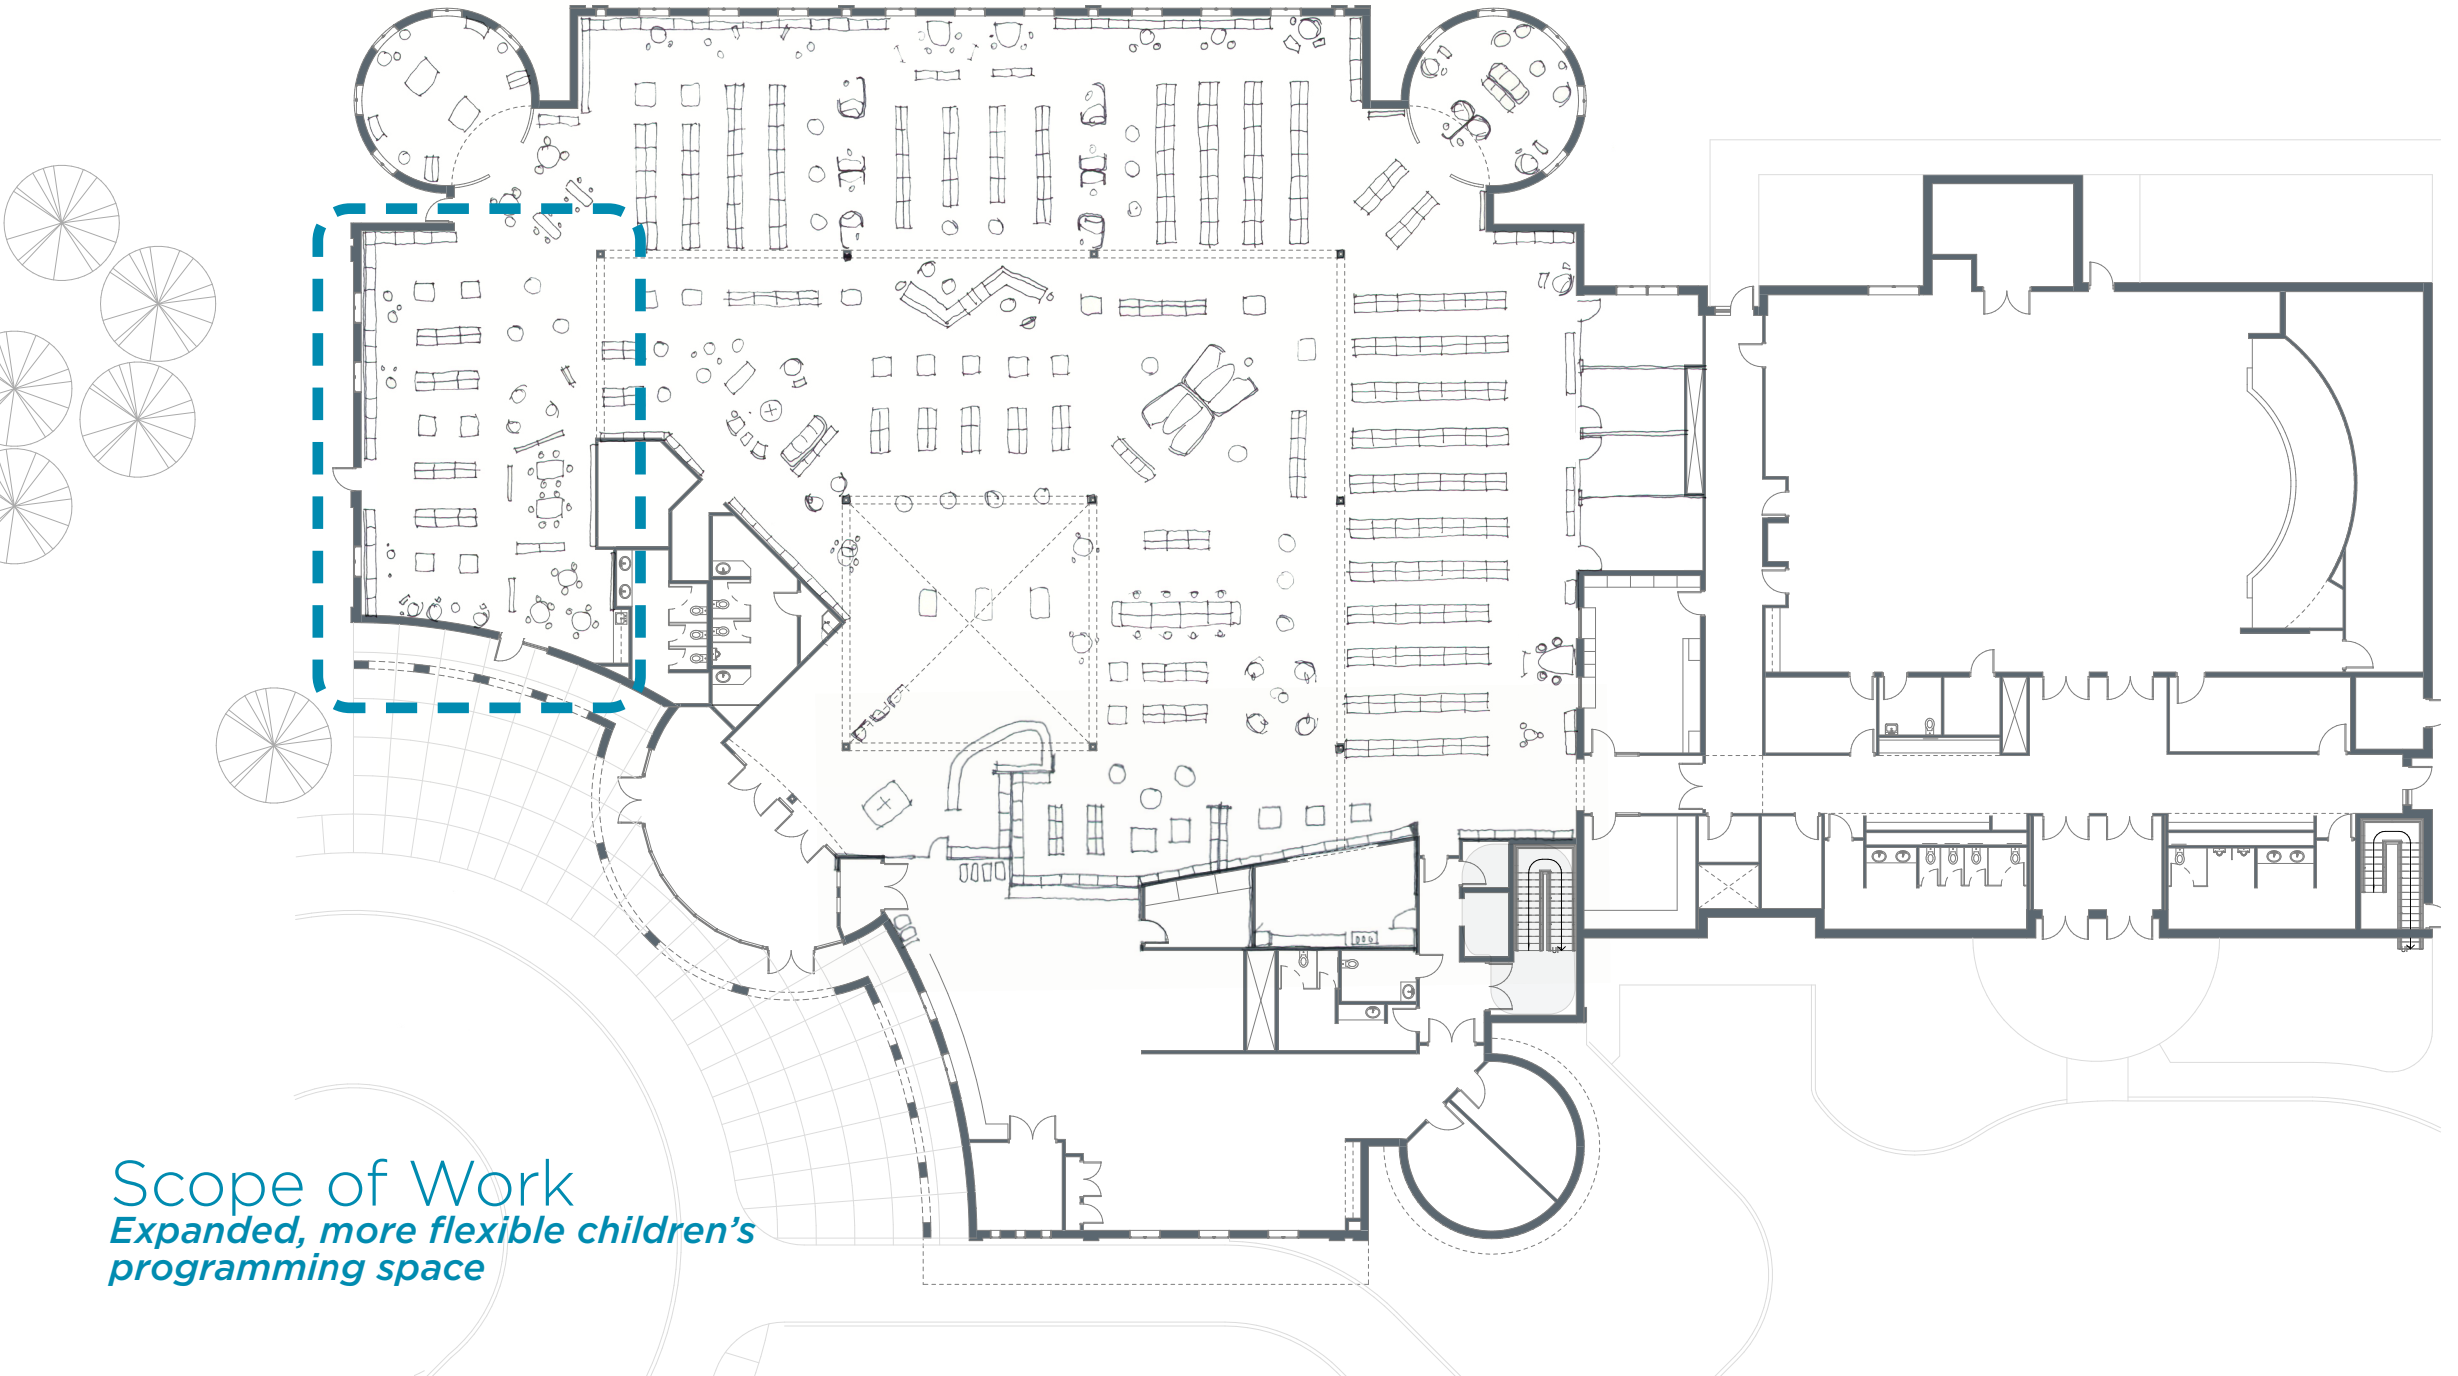 Scope of Work
Expanded, more flexible children’s
programming space